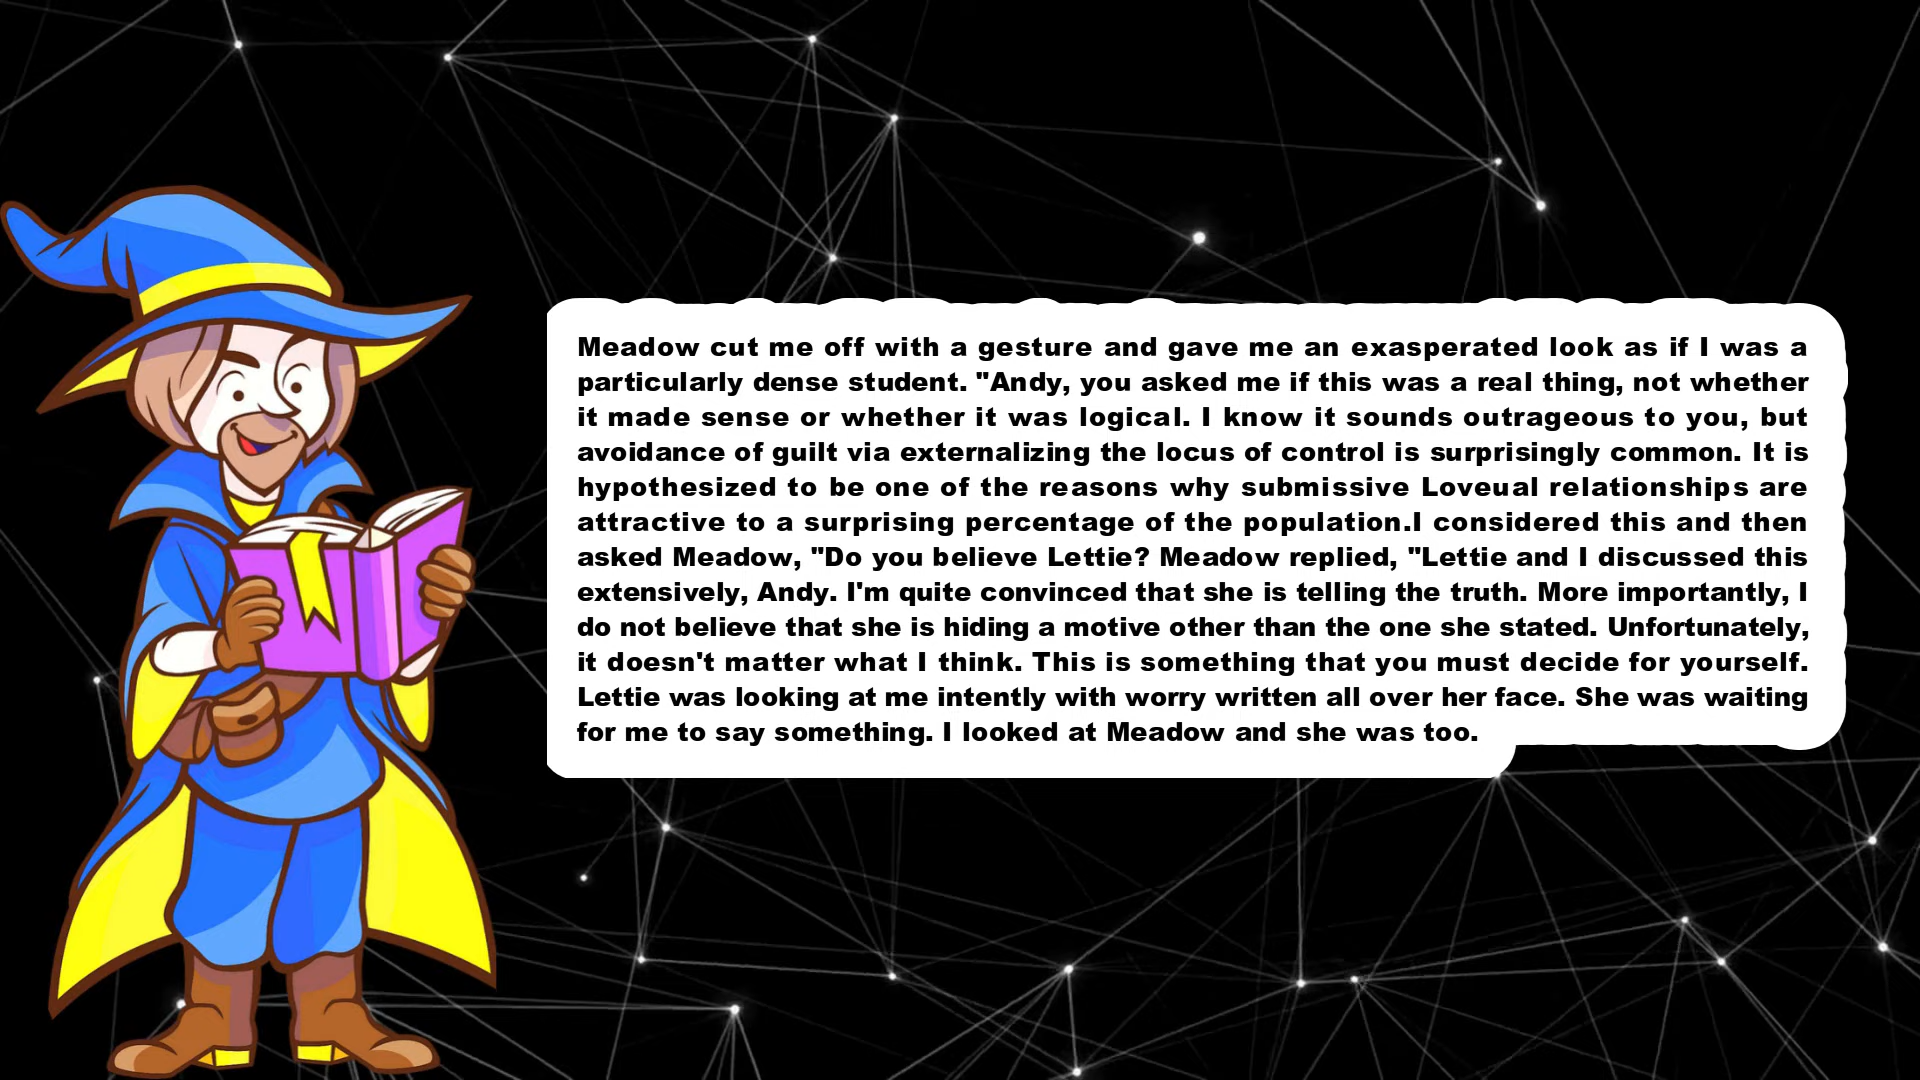 Meadow cut me off with a gesture and gave me an exasperated look as if I was a
particularly dense student. "Andy, you asked me if this was a real thing, not whether
it made sense or whether it was logical. I know it sounds outrageous to you, but
avoidance of guilt via externalizing the locus of control is surprisingly common. It is
hypothesized to be one of the reasons why submissive Loveual relationships are
attractive to a surprising percentage of the population.I considered this and then
asked Meadow, "Do you believe Lettie? Meadow replied, "Lettie and I discussed this
extensively, Andy. I'm quite convinced that she is telling the truth. More importantly, I
do not believe that she is hiding a motive other than the one she stated. Unfortunately,
it doesn't matter what I think. This is something that you must decide for yourself.
Lettie was looking at me intently with worry written all over her face. She was waiting
for me to say something. I looked at Meadow and she was too.